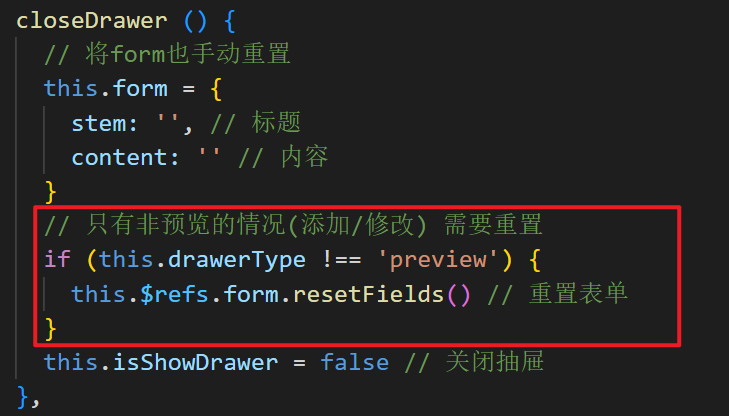 closeDrawer () {
// 将form也手动重置
this.form = {
stem: '', // 标题
content: '' // 内容
}
// 只有非预览的情况(添加/修改) 需要重置
if (this.drawerType !== 'preview') {
this.$refs.form.resetFields() // 重置表单
}
this.isShowDrawer = false // 关闭抽屉
},